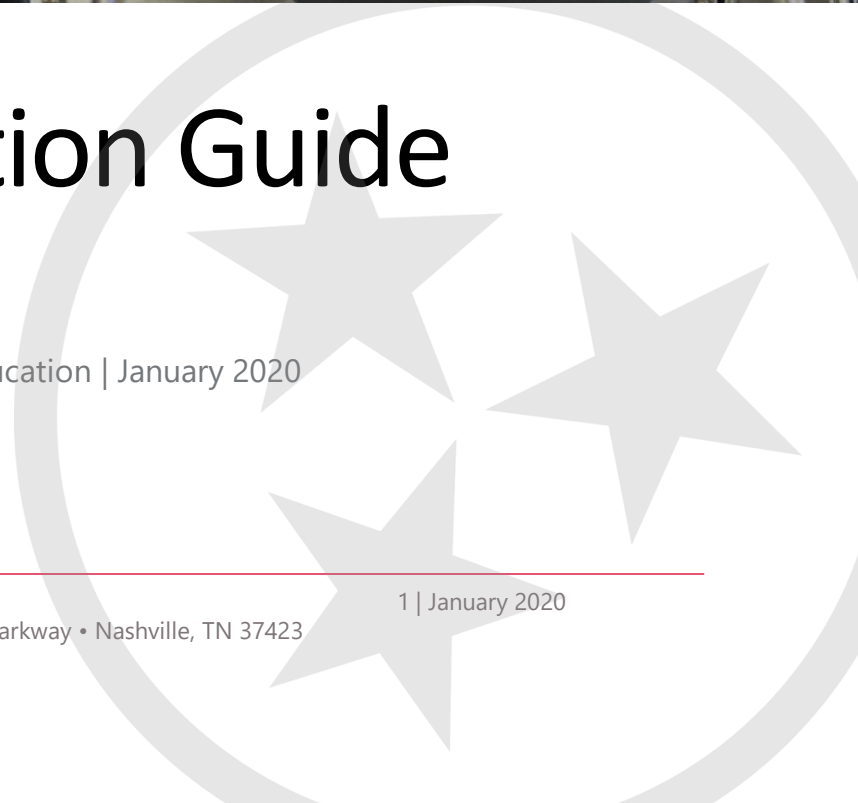 tion Guide
ucation | January 2020
1 | January 2020
arkway • Nashville, TN 37423